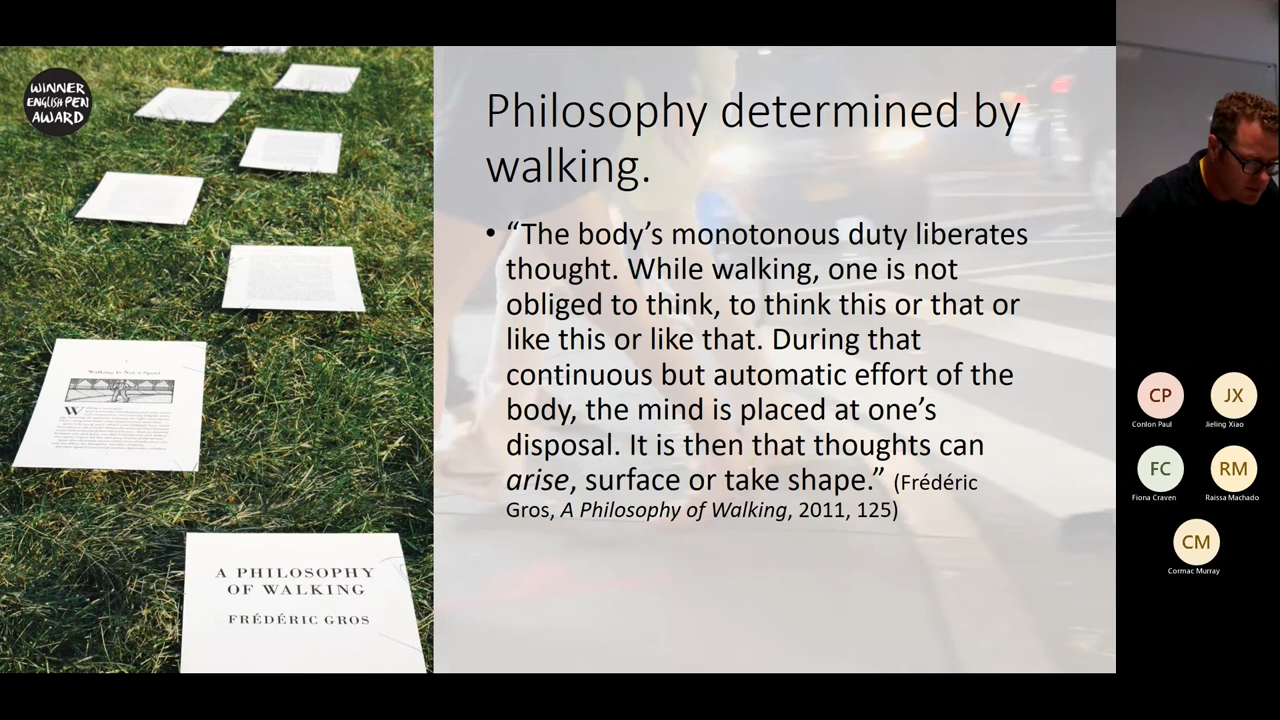 WINNER
ENGLISH PEN
AWARD
Walking Is Not a Sport
A PHILOSOPHY
OF WALKING
FRÉDÉRIC GROS
Philosophy determined by
walking.
• “The body’s monotonous duty liberates
thought. While walking, one is not
obliged to think, to think this or that or
like this or like that. During that
continuous but automatic effort of the
body, the mind is placed at one’s
disposal. It is then that thoughts can
arise, surface or take shape.” (Frédéric
Gros, A Philosophy of Walking, 2011, 125)
CP
JX
Conlon Paul
Jieling Xiao
FC
RM
Fiona Craven
Raissa Machado
CM
Cormac Murray